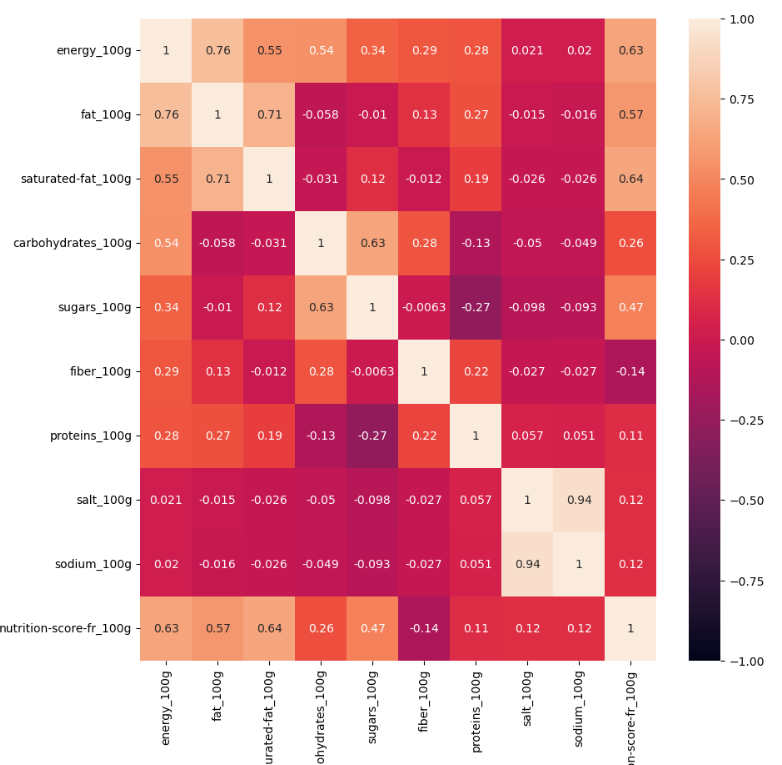 1.00
energy_100g 1 0.76 0.55 0.54 0.34 0.29 0.28 0.021 0.02 0.63
0.75
fat_100g 0.76 1 0.71 -0.058 -0.01 0.13 0.27 -0.015 -0.016 0.57
saturated-fat_100g 0.55 0.71 1 -0.031 0.12 -0.012 0.19 -0.026 -0.026 0.64
0.50
carbohydrates_100g 0.54 -0.058 -0.031 1 0.63 0.28 -0.13 -0.05 -0.049 0.26
0.25
sugars_100g 0.34 -0.01 0.12 0.63 1 -0.0063 -0.27 -0.098 -0.093 0.47
0.00
fiber_100g 0.29 0.13 -0.012 0.28 -0.0063 1 0.22 -0.027 -0.027 -0.14
−0.25
proteins_100g 0.28 0.27 0.19 -0.13 -0.27 0.22 1 0.057 0.051 0.11
salt_100g 0.021 -0.015 -0.026 -0.05 -0.098 -0.027 0.057 1 0.94 0.12
−0.50
sodium_100g 0.02 -0.016 -0.026 -0.049 -0.093 -0.027 0.051 0.94 1 0.12
−0.75
nutrition-score-fr_100g 0.63 0.57 0.64 0.26 0.47 -0.14 0.11 0.12 0.12 1
−1.00
energy_100g
fat_100g
urated-fat_100g
ohydrates_100g
sugars_100g
fiber_100g
proteins_100g
salt_100g
sodium_100g
on-score-fr_100g